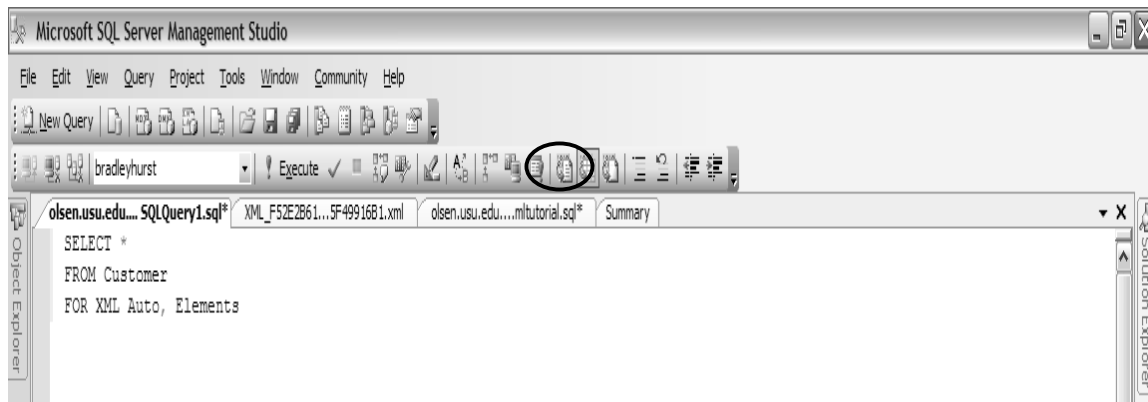 Microsoft SQL Server Management Studio
File Edit View Query Project Tools Window Community Help
New Query
bradleyhurst Execute
olsen.usu.edu.... SQLQuery1.sql* XML_F52E2B61...5F49916B1.xml olsen.usu.edu....mltutorial.sql* Summary
Object Explorer
SELECT *
FROM Customer
FOR XML Auto, Elements
Solution Explorer